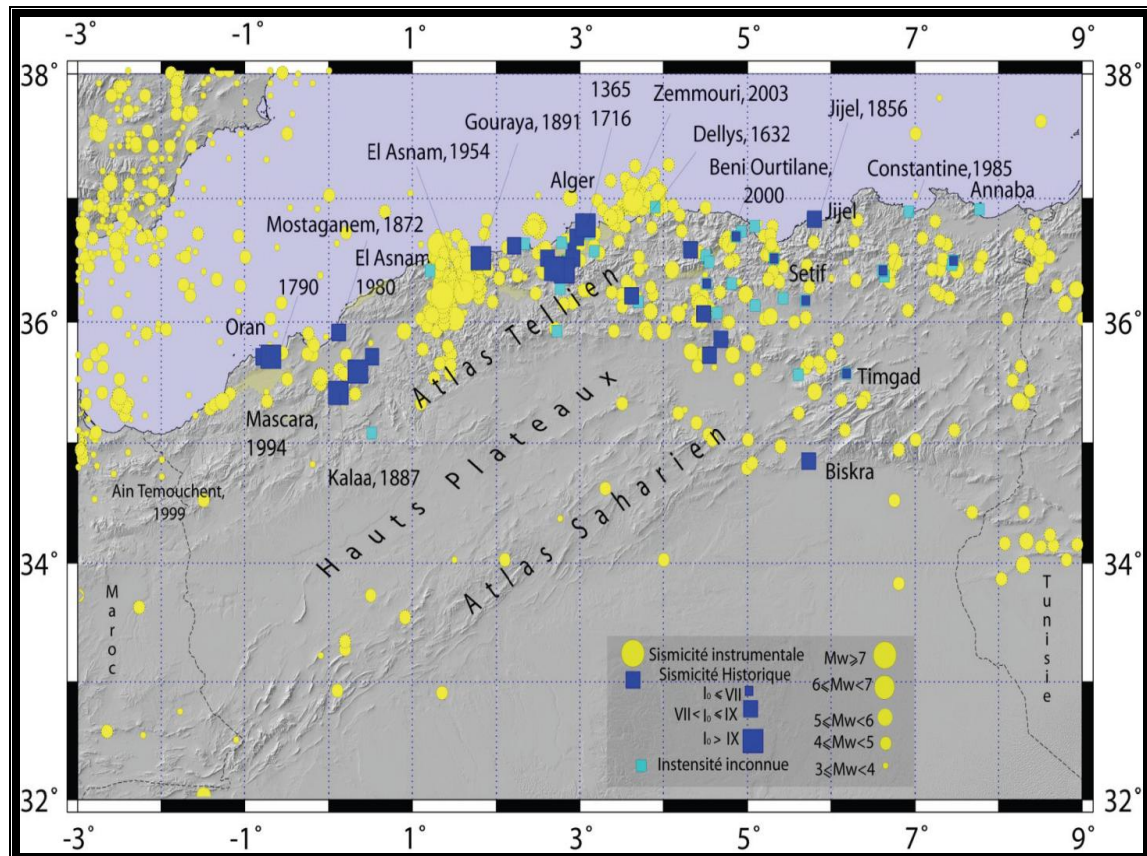 -3° -1° 1° 3° 5° 7° 9°
38° 38°
1365
1716
Zemmouri, 2003
Jijel, 1856
Gouraya, 1891
Dellys, 1632
El Asnam, 1954
Alger
Beni Ourtilane,
2000
Constantine, 1985
Annaba
Mostaganem, 1872
Jijel
El Asnam
1980
1790
Setif
36° 36°
Oran
Atlas Tellien
Timgad
Mascara,
1994
Hauts Plateaux
Kalaa, 1887
Biskra
Ain Temouchent,
1999
Atlas Saharien
34° 34°
Maroc
Tunisie
Sismicité instrumentale
Sismicité Historique
I₀ ⩽ VII
VII < I₀ ⩽ IX
I₀ > IX
Instensité inconnue
Mw⩾7
6⩽Mw<7
5⩽Mw<6
4⩽Mw<5
3⩽Mw<4
32° 32°
-3° -1° 1° 3° 5° 7° 9°